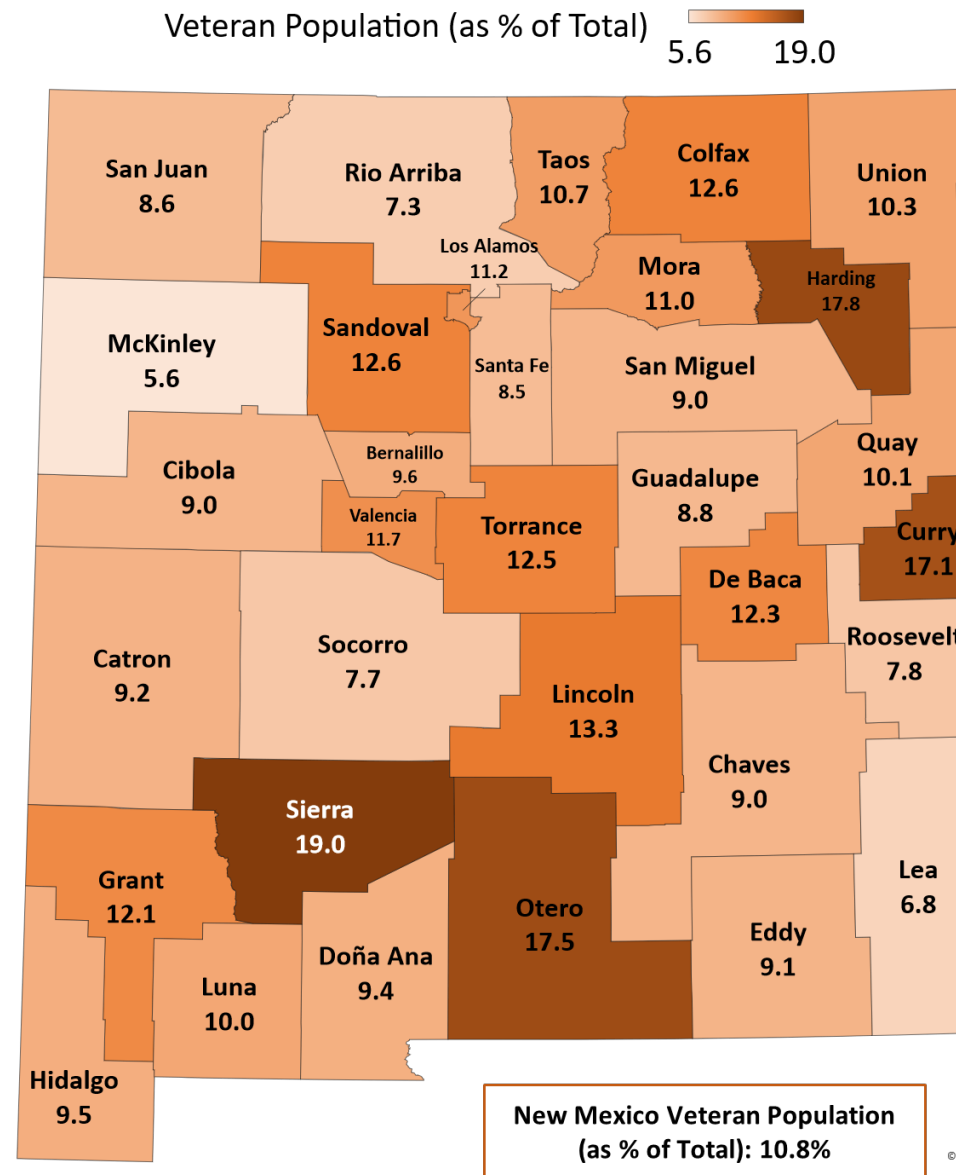 Veteran Population (as % of Total)
5.6
19.0
San Juan
8.6
Rio Arriba
7.3
Taos
10.7
Colfax
12.6
Union
10.3
Los Alamos
11.2
Mora
11.0
Harding
17.8
McKinley
5.6
Sandoval
12.6
Santa Fe
8.5
San Miguel
9.0
Quay
10.1
Cibola
9.0
Bernalillo
9.6
Guadalupe
8.8
Valencia
11.7
Torrance
12.5
Curry
17.1
De Baca
12.3
Catron
9.2
Socorro
7.7
Roosevelt
7.8
Lincoln
13.3
Chaves
9.0
Sierra
19.0
Grant
12.1
Lea
6.8
Otero
17.5
Eddy
9.1
Doña Ana
9.4
Luna
10.0
Hidalgo
9.5
New Mexico Veteran Population
(as % of Total): 10.8%
©